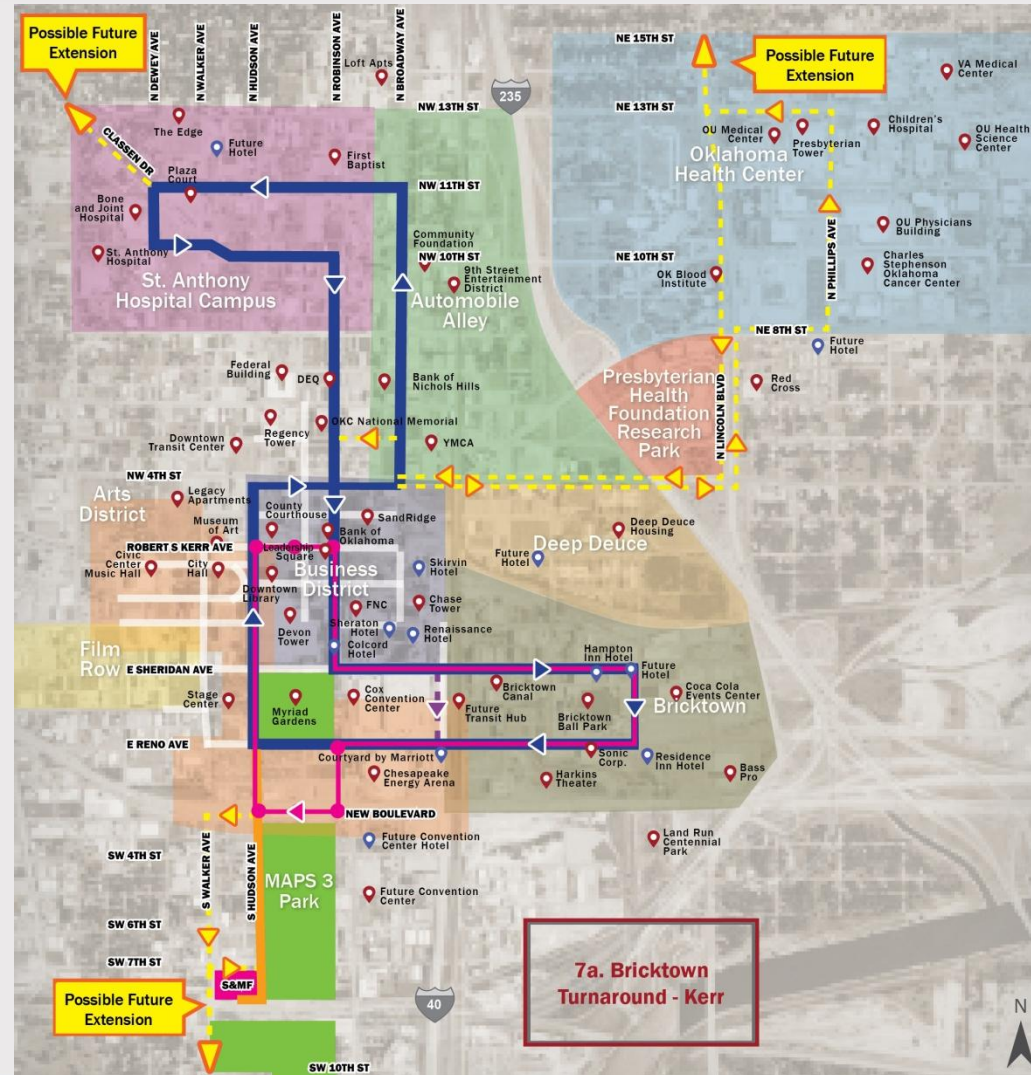 Possible Future
Extension
N DEWEY AVE
N WALKER AVE
N HUDSON AVE
N ROBINSON AVE
N BROADWAY AVE
Loft Apts
NW 13TH ST
235
NE 15TH ST
Possible Future
Extension
VA Medical
Center
NE 13TH ST
The Edge
Future
Hotel
First
Baptist
CLASSEN DR
Plaza
Court
NW 11TH ST
Bone
and Joint
Hospital
St. Anthony
Hospital
St. Anthony
Hospital Campus
Community
Foundation
NW 10TH ST
9th Street
Entertainment
District
Automobile
Alley
OU Medical
Center
Presbyterian
Tower
Children's
Hospital
OU Health
Science
Center
Oklahoma
Health Center
N PHILLIPS AVE
OU Physicians
Building
NE 10TH ST
OK Blood
Institute
Charles
Stephenson
Oklahoma
Cancer Center
NE 8TH ST
Future
Hotel
Federal
Building
DEQ
Bank of
Nichols Hills
Presbyterian
Health
Foundation
Research
Park
N LINCOLN BLVD
Red
Cross
OKC National Memorial
Regency
Tower
Downtown
Transit Center
YMCA
NW 4TH ST
Arts
District
Legacy
Apartments
County
Courthouse
SandRidge
Museum
of Art
Bank of
Oklahoma
Deep Deuce
Housing
Deep Deuce
ROBERT S KERR AVE
Leadership
Square
Business
District
Civic
Center
Music Hall
City
Hall
Future
Hotel
Skirvin
Hotel
Downtown
Library
FNC
Chase
Tower
Devon
Tower
Sheraton
Hotel
Renaissance
Hotel
Colcord
Hotel
Film
Row
E SHERIDAN AVE
Hampton
Inn Hotel
Future
Hotel
Stage
Center
Myriad
Gardens
Cox
Convention
Center
Bricktown
Canal
Future
Transit Hub
Bricktown
Ball Park
Coca Cola
Events Center
Bricktown
E RENO AVE
Courtyard by Marriott
Sonic
Corp.
Residence
Inn Hotel
Chesapeake
Energy Arena
Harkins
Theater
Bass
Pro
NEW BOULEVARD
Future Convention
Center Hotel
Land Run
Centennial
Park
SW 4TH ST
S WALKER AVE
S HUDSON AVE
MAPS 3
Park
Future Convention
Center
SW 6TH ST
SW 7TH ST
S&MF
Possible Future
Extension
40
7a. Bricktown
Turnaround - Kerr
N
SW 10TH ST